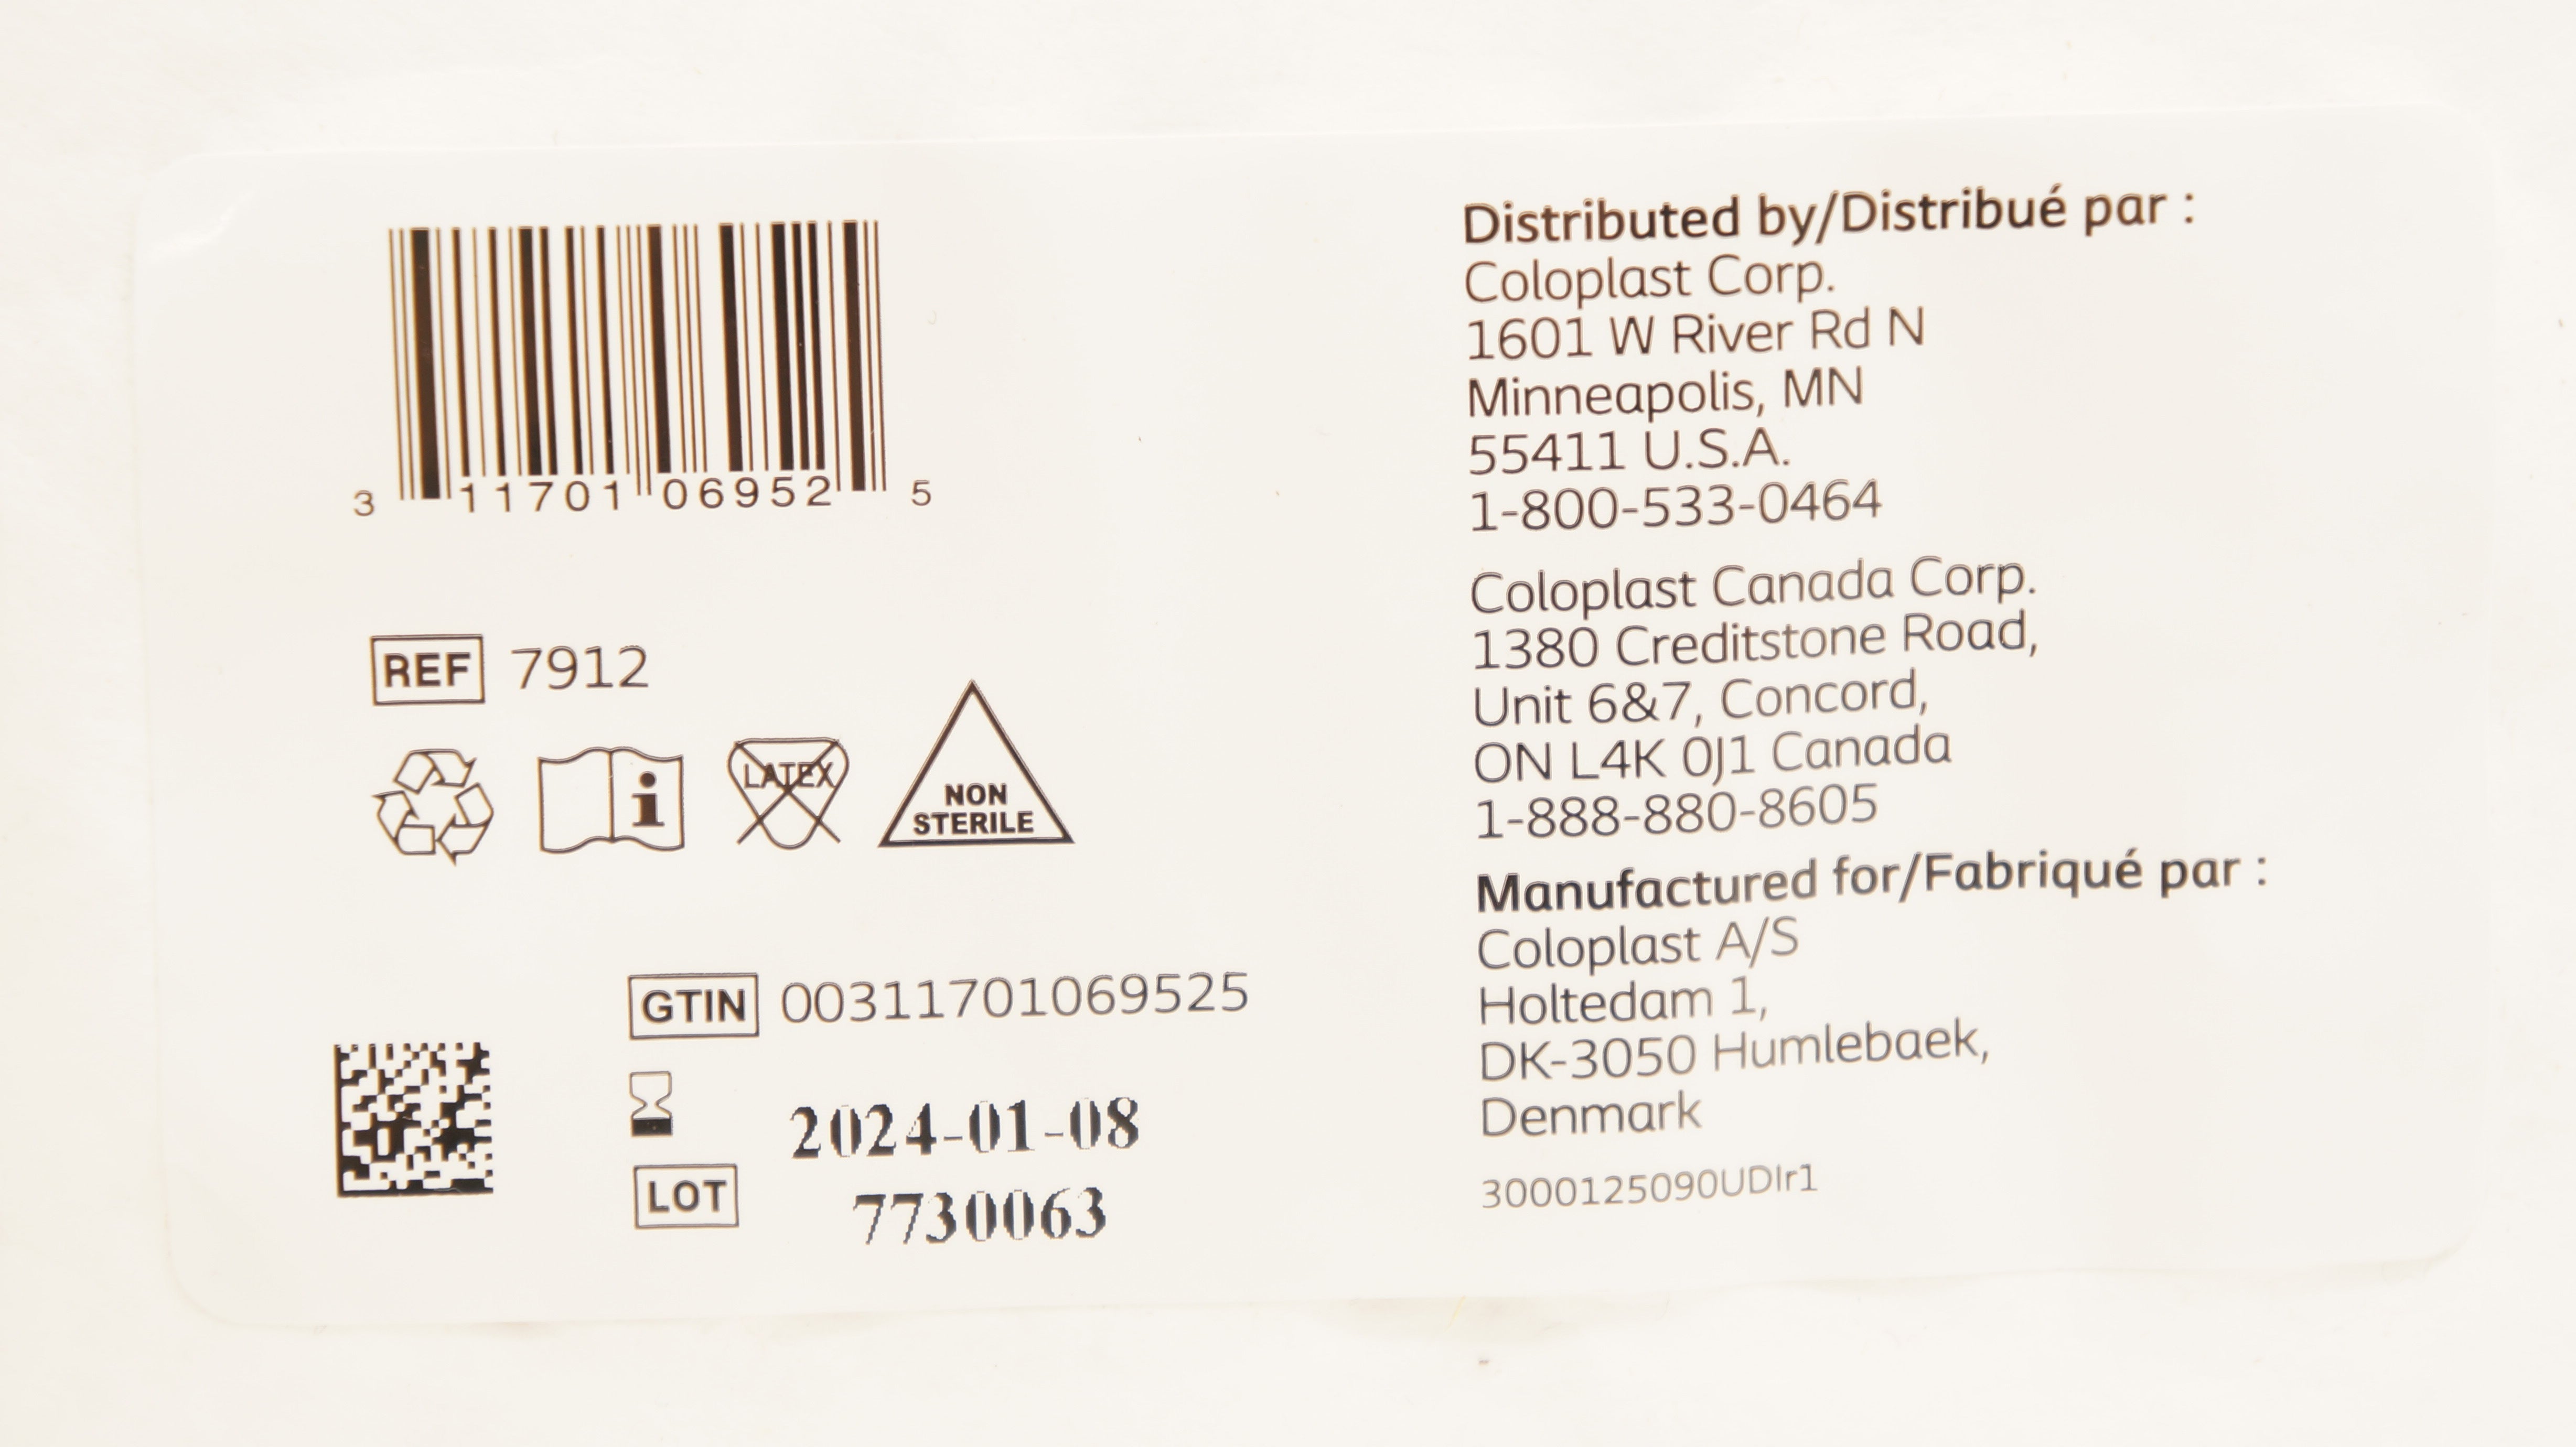 3 11701 06952 5
REF 7912
LATEX
NON
STERILE
GTIN 00311701069525
2024-01-08
LOT 7730063
Distributed by/Distribué par :
Coloplast Corp.
1601 W River Rd N
Minneapolis, MN
55411 U.S.A.
1-800-533-0464
Coloplast Canada Corp.
1380 Creditstone Road,
Unit 6&7, Concord,
ON L4K 0J1 Canada
1-888-880-8605
Manufactured for/Fabriqué par :
Coloplast A/S
Holtedam 1,
DK-3050 Humlebaek,
Denmark
3000125090UDIr1